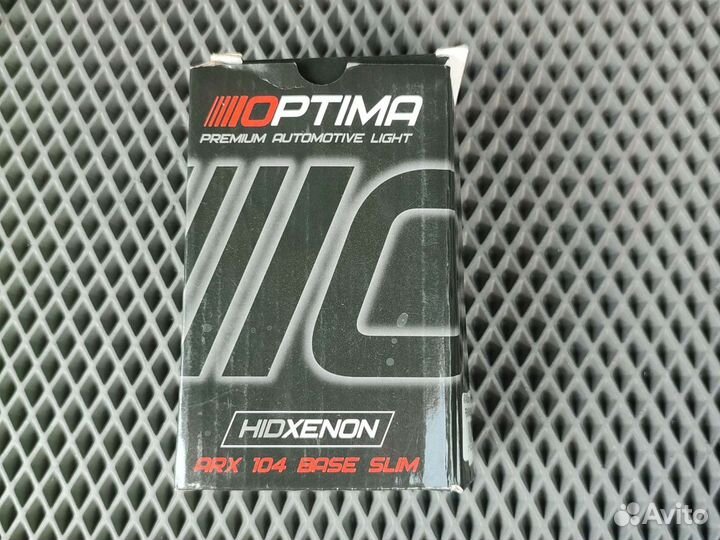 OPTIMA
PREMIUM AUTOMOTIVE LIGHT
HIDXENON
ARX 104 BASE SLIM
Avito